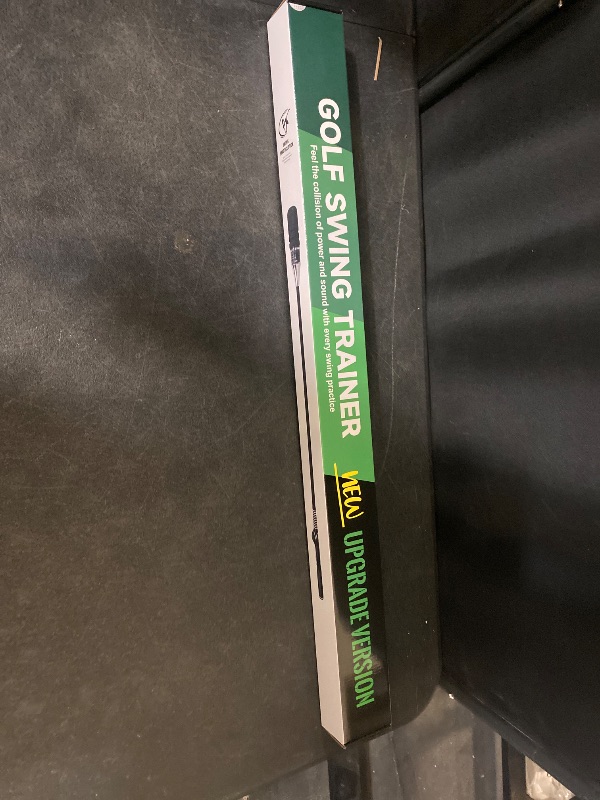 GOLF SWING TRAINER
Feel the collision of power and sound with every swing practice
NEW UPGRADE VERSION